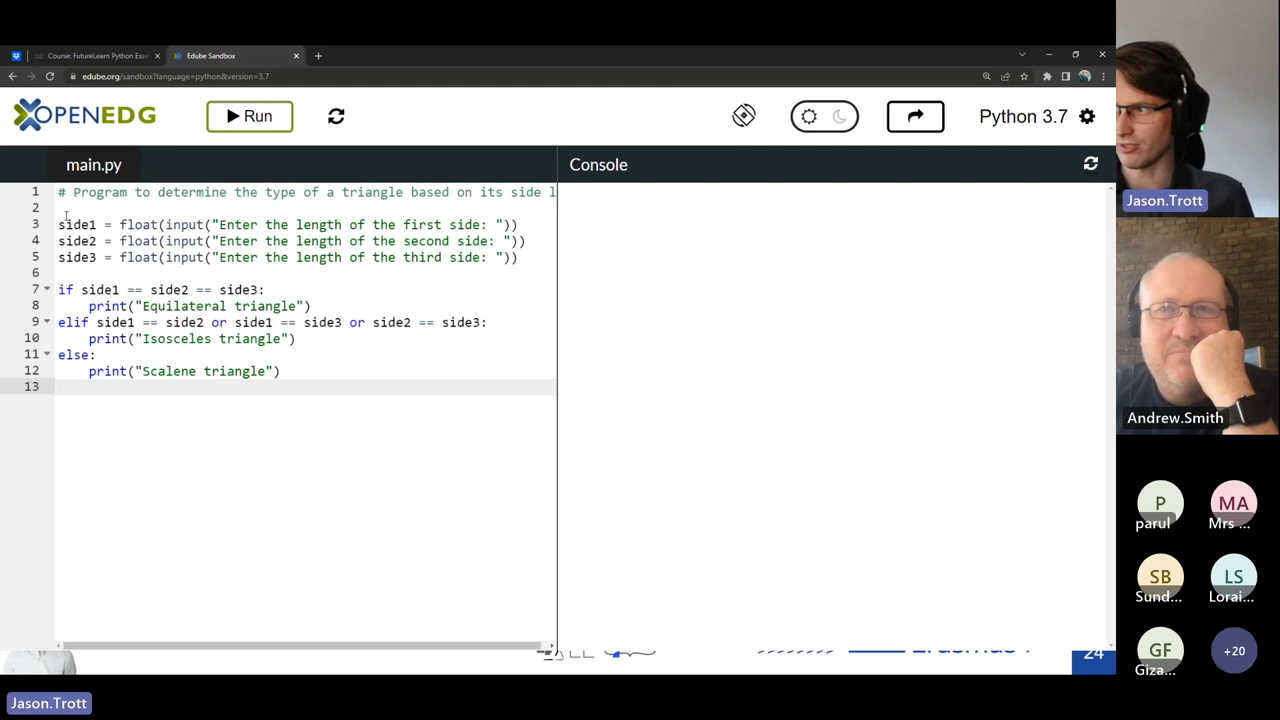 Course: FutureLearn Python Esse
Edube Sandbox
edube.org/sandbox?language=python&version=3.7
OPENEDG
Run
Python 3.7
main.py
Console
1 # Program to determine the type of a triangle based on its side l
2
3 side1 = float(input("Enter the length of the first side: "))
4 side2 = float(input("Enter the length of the second side: "))
5 side3 = float(input("Enter the length of the third side: "))
6
7 if side1 == side2 == side3:
8 print("Equilateral triangle")
9 elif side1 == side2 or side1 == side3 or side2 == side3:
10 print("Isosceles triangle")
11 else:
12 print("Scalene triangle")
13
24
Jason.Trott
Jason.Trott
Andrew.Smith
P
parul
MA
Mrs ...
SB
Sund...
LS
Lorai...
GF
Giza...
+20